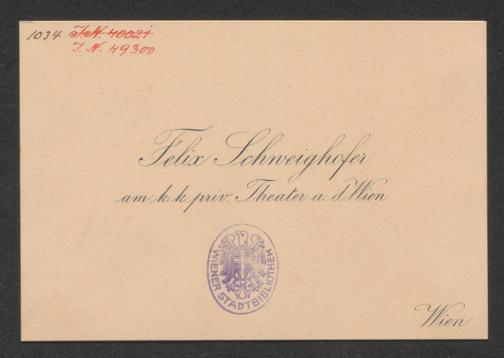 1034 I. N. 40021
I. N. 49300
Felix Schweighofer
am k.k. priv. Theater a. d. Wien
WIENER STADTBIBLIOTHEK
Wien